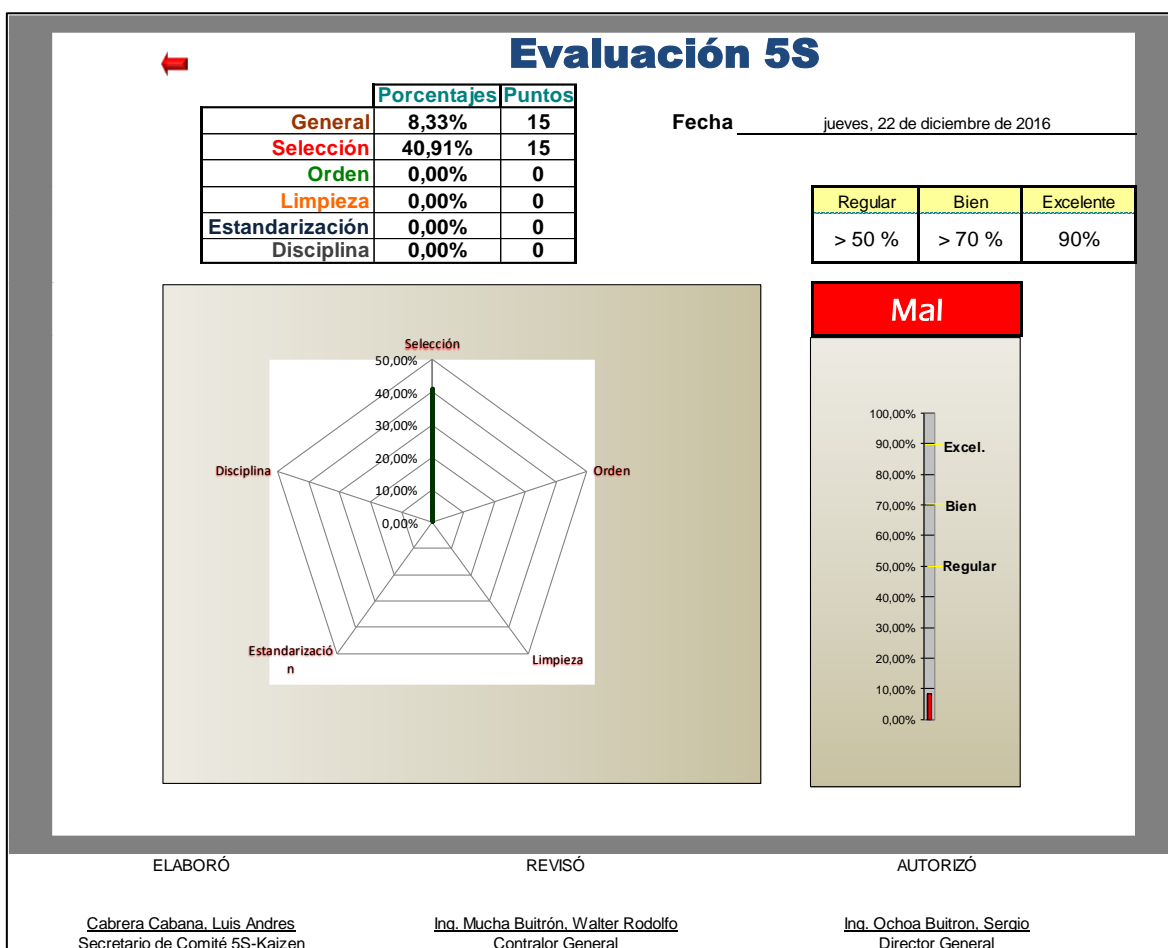 Evaluación 5S
Porcentajes Puntos
General 8,33% 15
Selección 40,91% 15
Orden 0,00% 0
Limpieza 0,00% 0
Estandarización 0,00% 0
Disciplina 0,00% 0
Fecha jueves, 22 de diciembre de 2016
Regular Bien Excelente
> 50 % > 70 % 90%
Mal
Selección
50,00%
40,00%
30,00%
20,00%
10,00%
0,00%
Disciplina
Orden
Estandarizació
n
Limpieza
100,00%
90,00%
Excel.
80,00%
70,00%
Bien
60,00%
50,00%
Regular
40,00%
30,00%
20,00%
10,00%
0,00%
ELABORÓ REVISÓ AUTORIZÓ
Cabrera Cabana, Luis Andres Ing. Mucha Buitrón, Walter Rodolfo Ing. Ochoa Buitron, Sergio
Secretario de Comité 5S-Kaizen Contralor General Director General